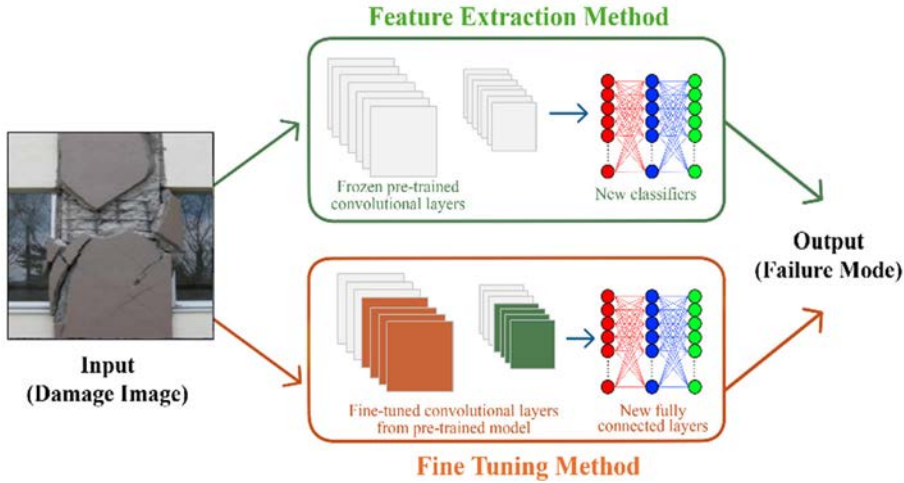 Feature Extraction Method
Frozen pre-trained
convolutional layers
New classifiers
Input
(Damage Image)
Output
(Failure Mode)
Fine-tuned convolutional layers
from pre-trained model
New fully
connected layers
Fine Tuning Method